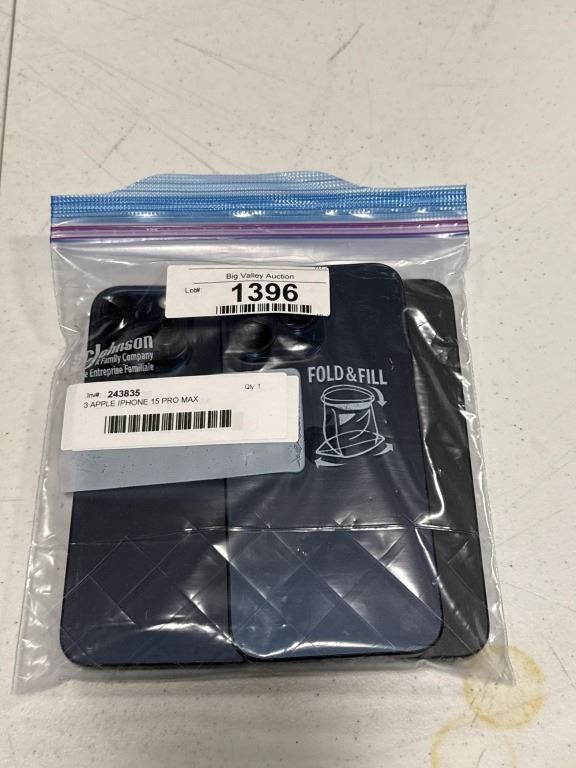 Big Valley Auction
Lot# 1396
SC Johnson
A Family Company
Entreprise Familiale
FOLD & FILL
Inv#: 243835 Qty: 1
3 APPLE IPHONE 15 PRO MAX